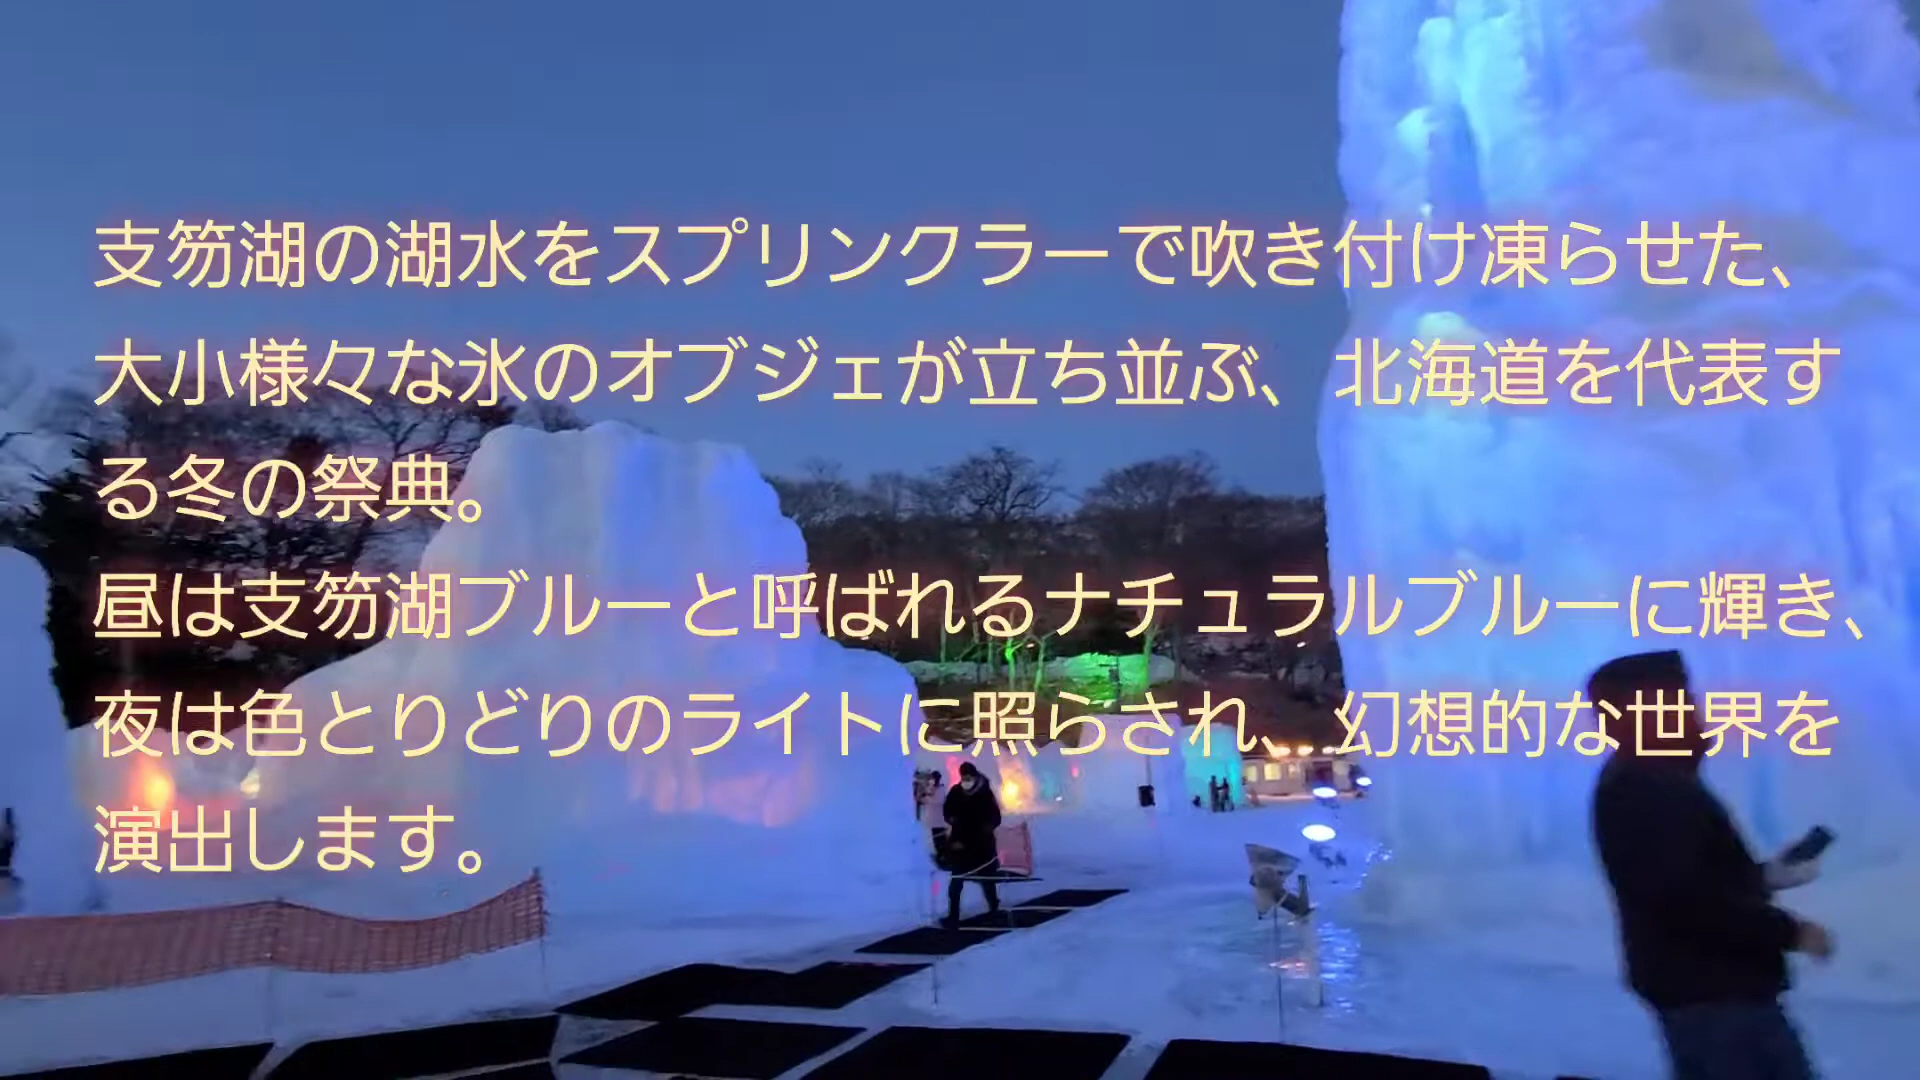 支笏湖の湖水をスプリンクラーで吹き付け凍らせた、
大小様々な氷のオブジェが立ち並ぶ、北海道を代表す
る冬の祭典。
昼は支笏湖ブルーと呼ばれるナチュラルブルーに輝き、
夜は色とりどりのライトに照らされ、幻想的な世界を
演出します。